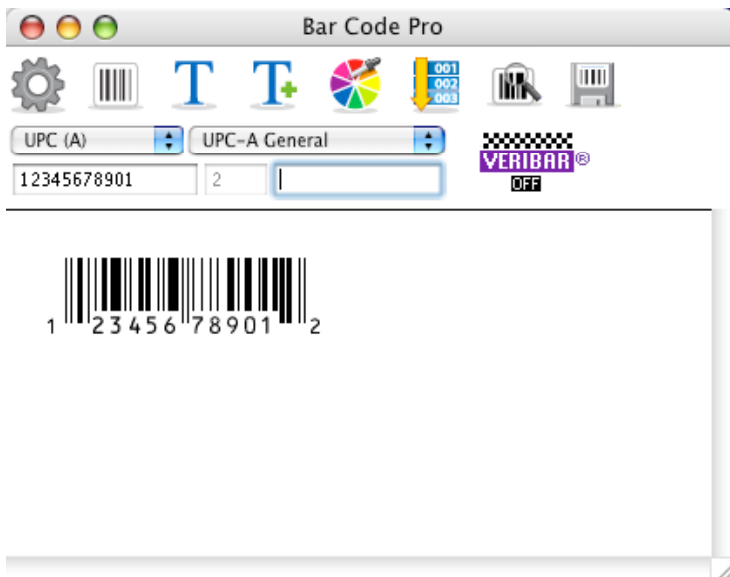 Bar Code Pro
T T+ 001
002
003
UPC (A) UPC-A General
VERIBAR®
12345678901 2 OFF
1 23456 78901 2